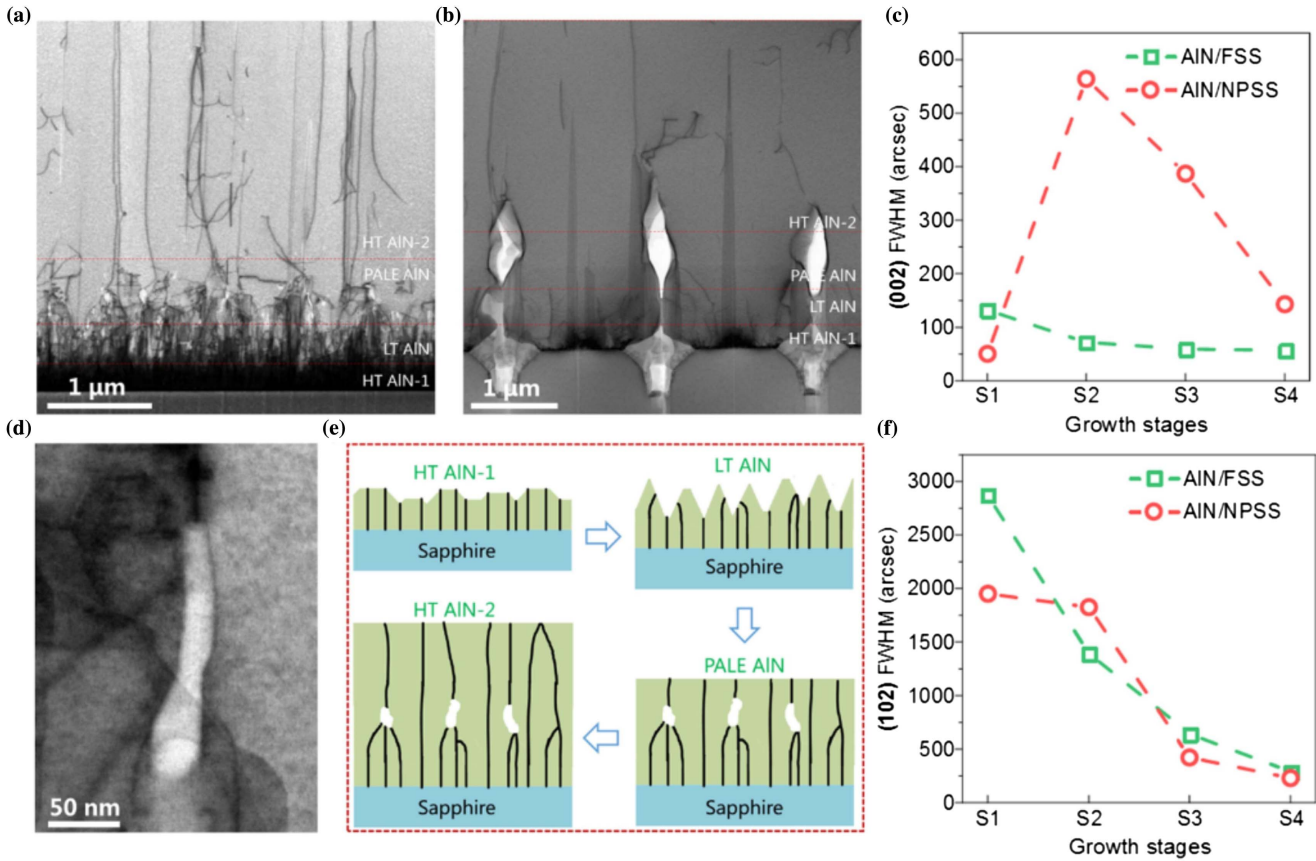 (a)
HT AlN-2
PALE AlN
LT AlN
HT AlN-1
1 μm
(b)
HT AlN-2
PALE AlN
LT AlN
HT AlN-1
1 μm
(c)
AlN/FSS
AlN/NPSS
(002) FWHM (arcsec)
600
500
400
300
200
100
0
S1 S2 S3 S4
Growth stages
(d)
50 nm
(e)
HT AlN-1
Sapphire
LT AlN
Sapphire
HT AlN-2
Sapphire
PALE AlN
Sapphire
(f)
AlN/FSS
AlN/NPSS
(102) FWHM (arcsec)
3000
2500
2000
1500
1000
500
0
S1 S2 S3 S4
Growth stages